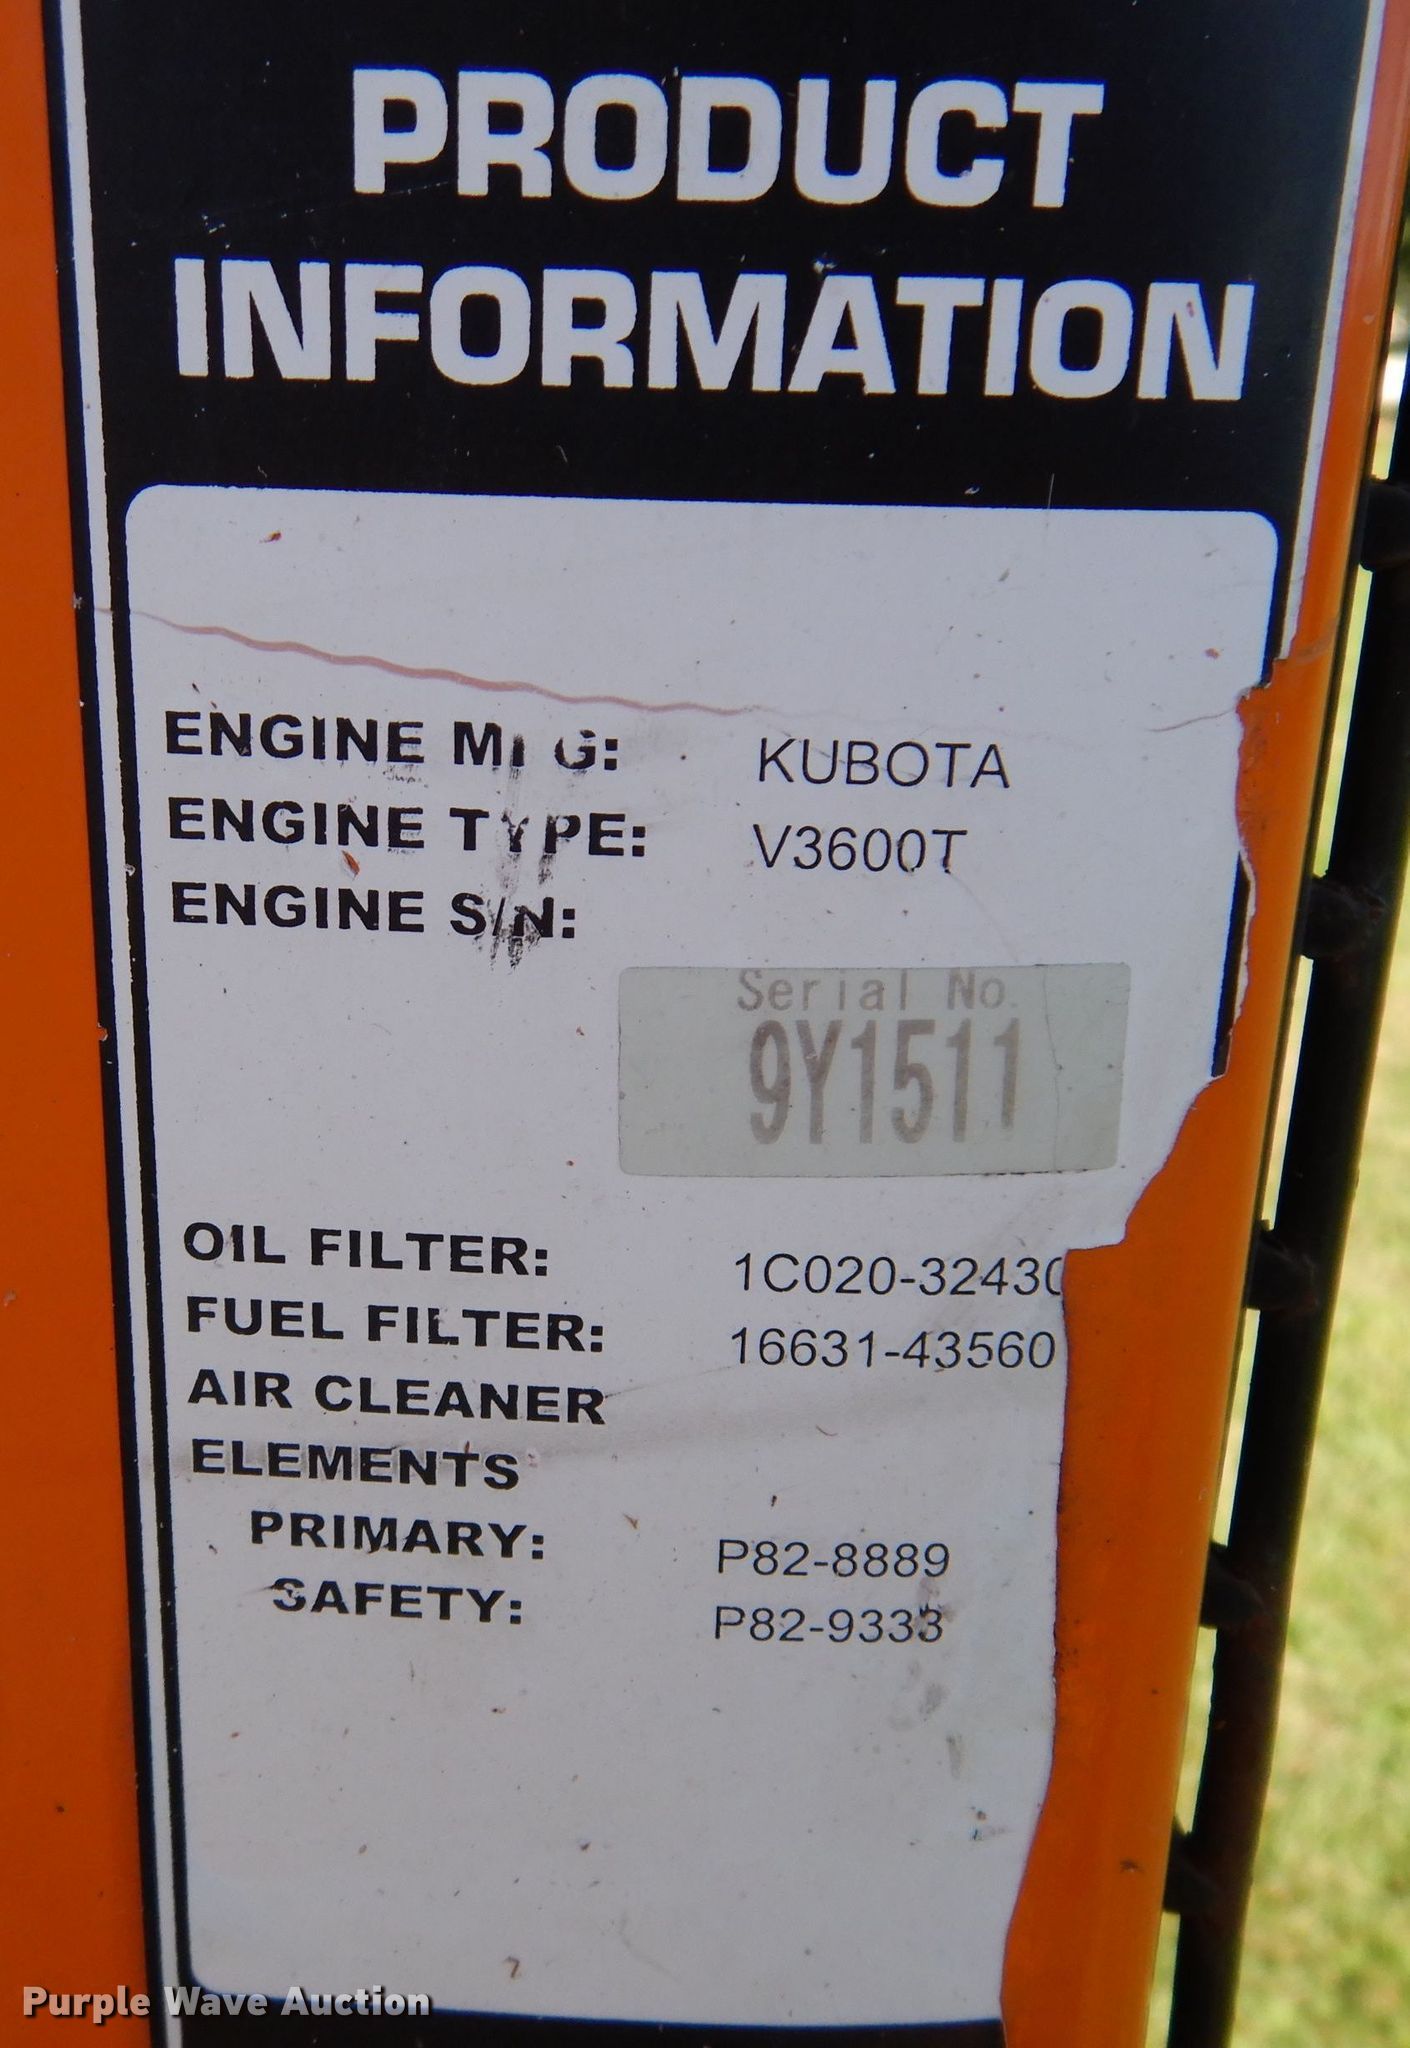 PRODUCT
INFORMATION
ENGINE MFG: KUBOTA
ENGINE TYPE: V3600T
ENGINE S/N:
Serial No.
9Y1511
OIL FILTER: 1C020-32430
FUEL FILTER: 16631-43560
AIR CLEANER
ELEMENTS
PRIMARY: P82-8889
SAFETY: P82-9333
Purple Wave Auction